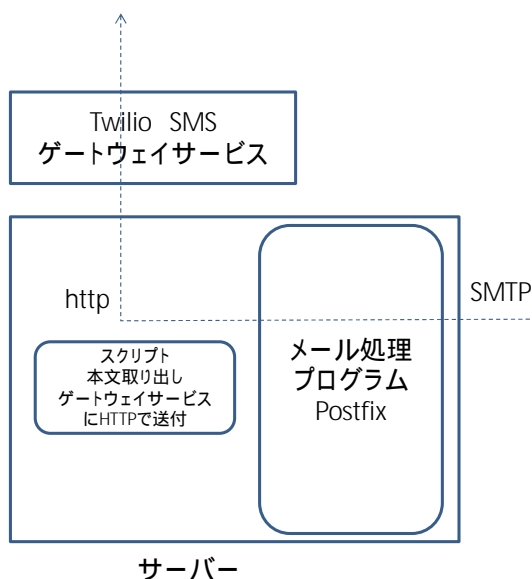 Twilio SMS
ゲートウェイサービス
http
SMTP
スクリプト
本文取り出し
ゲートウェイサービス
にHTTPで送付
メール処理
プログラム
Postfix
サーバー